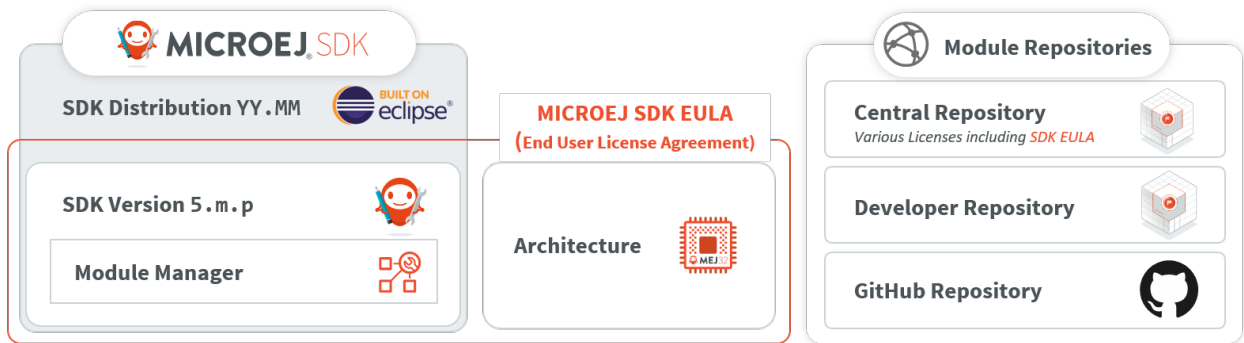 MICROEJ® SDK
SDK Distribution YY.MM
BUILT ON
eclipse®
MICROEJ SDK EULA
(End User License Agreement)
SDK Version 5.m.p
Module Manager
Architecture
MEJ32
Module Repositories
Central Repository
Various Licenses including SDK EULA
Developer Repository
GitHub Repository